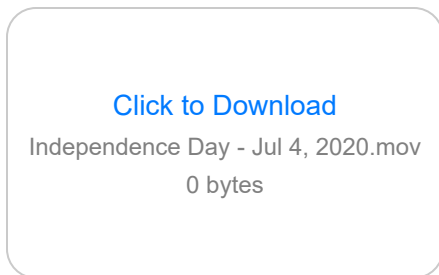 Click to Download
Independence Day - Jul 4, 2020.mov
0 bytes